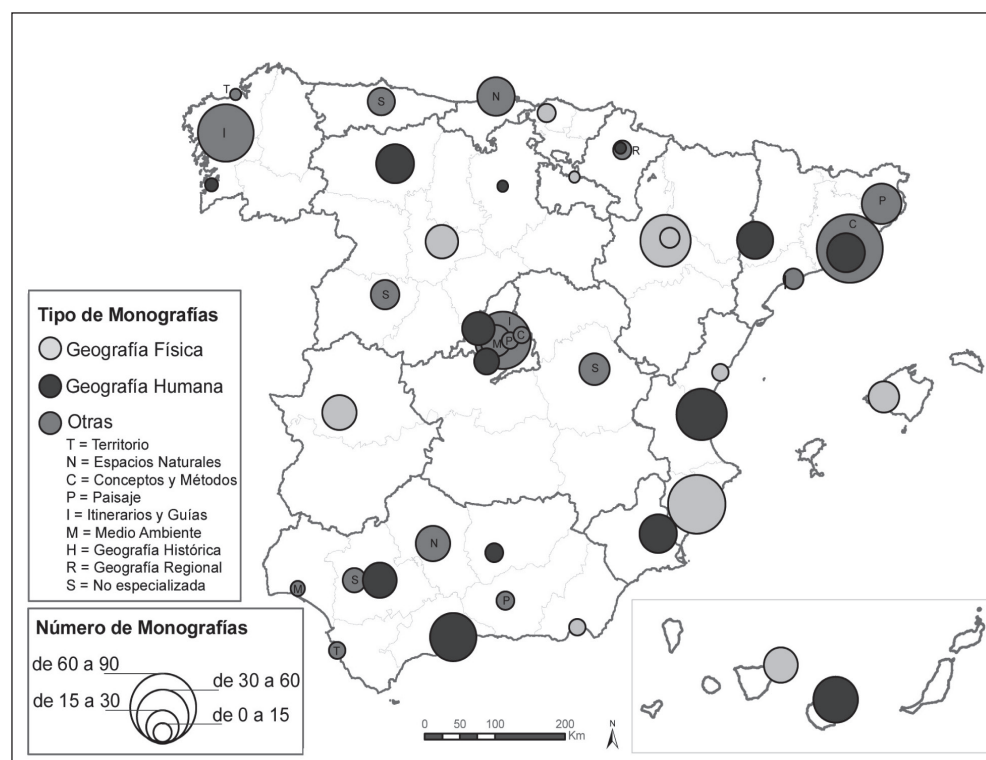 T
S
N
I
R
P
C
S
I
M
P
C
S
N
S
M
P
T
Tipo de Monografías
Geografía Física
Geografía Humana
Otras
T = Territorio
N = Espacios Naturales
C = Conceptos y Métodos
P = Paisaje
I = Itinerarios y Guías
M = Medio Ambiente
H = Geografía Histórica
R = Geografía Regional
S = No especializada
Número de Monografías
de 60 a 90
de 30 a 60
de 15 a 30
de 0 a 15
0 50 100 200
Km
N